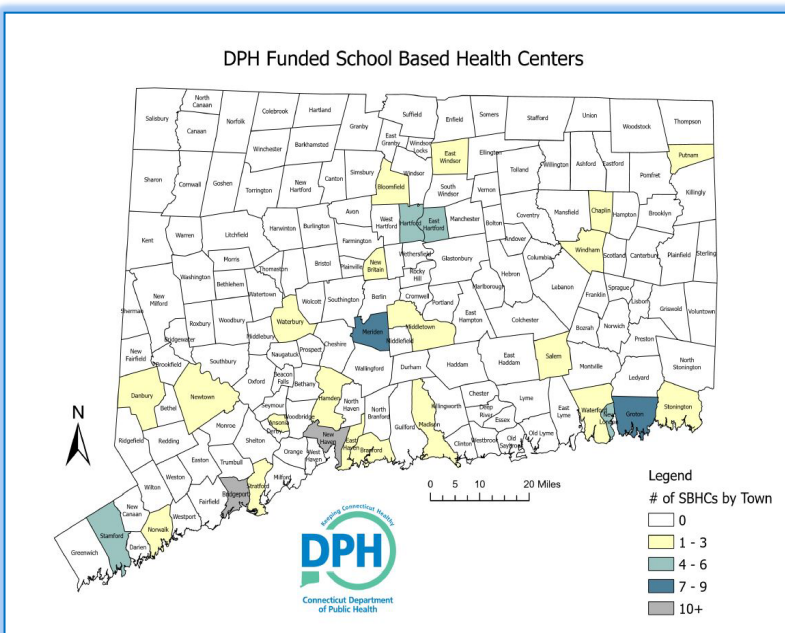 DPH Funded School Based Health Centers
North Canaan
Salisbury
Canaan
Norfolk
Colebrook
Hartland
Granby
Suffield
East Granby
Windsor Locks
Enfield
Somers
Stafford
Union
Woodstock
Thompson
Winchester
Barkhamsted
East Windsor
Ellington
Putnam
Sharon
Cornwall
Goshen
Torrington
New Hartford
Canton
Simsbury
Bloomfield
Windsor
South Windsor
Vernon
Tolland
Willington
Ashford
Eastford
Pomfret
Killingly
Kent
Warren
Litchfield
Harwinton
Burlington
Avon
Farmington
West Hartford
Hartford
East Hartford
Manchester
Bolton
Coventry
Mansfield
Chaplin
Hampton
Brooklyn
Andover
Washington
Morris
Bethlehem
Thomaston
Bristol
Plainville
New Britain
Wethersfield
Rocky Hill
Glastonbury
Hebron
Columbia
Windham
Scotland
Canterbury
Plainfield
Sterling
New Milford
Sherman
Watertown
Wolcott
Southington
Berlin
Cromwell
Portland
Marlborough
Lebanon
Franklin
Sprague
Lisbon
Griswold
Voluntown
Roxbury
Woodbury
Middlebury
Waterbury
Bridgewater
Cheshire
Meriden
Middletown
Middlefield
East Hampton
Colchester
Bozrah
Norwich
Preston
New Fairfield
Brookfield
Southbury
Naugatuck
Prospect
Wallingford
Durham
Haddam
East Haddam
Salem
Montville
Ledyard
North Stonington
Oxford
Beacon Falls
Bethany
Danbury
Bethel
Newtown
Seymour
Woodbridge
Hamden
North Haven
North Branford
Killingworth
Chester
Deep River
Essex
Lyme
East Lyme
Waterford
New London
Groton
Stonington
Ansonia
Derby
Monroe
Shelton
Ridgefield
Redding
Orange
West Haven
New Haven
East Haven
Branford
Guilford
Madison
Clinton
Westbrook
Old Saybrook
Old Lyme
N
Easton
Trumbull
Weston
Wilton
Milford
Stratford
Bridgeport
Fairfield
New Canaan
Westport
Norwalk
Darien
Stamford
Greenwich
0 5 10 20 Miles
Keeping Connecticut Healthy
DPH
Connecticut Department
of Public Health
Legend
# of SBHCs by Town
0
1 - 3
4 - 6
7 - 9
10+